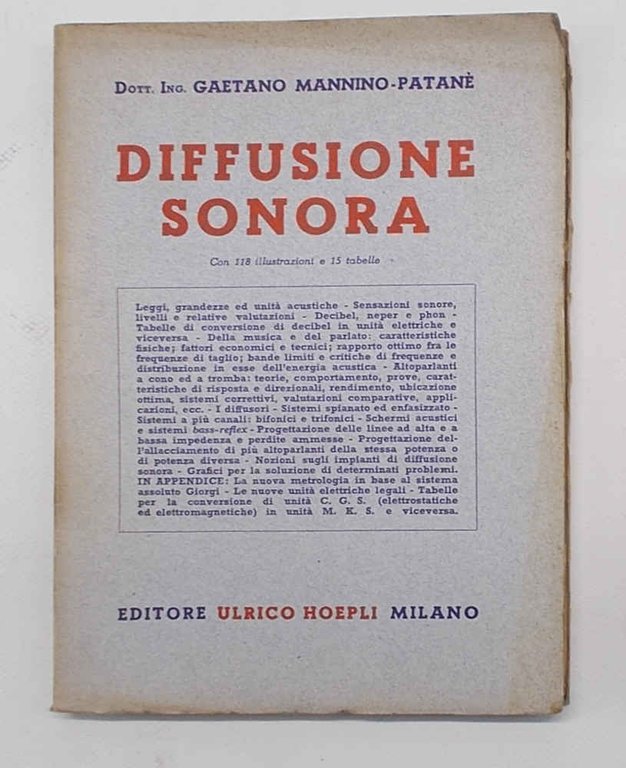 DOTT. ING. GAETANO MANNINO-PATANÈ
DIFFUSIONE
SONORA
Con 118 illustrazioni e 15 tabelle
Leggi, grandezze ed unità acustiche - Sensazioni sonore,
livelli e relative valutazioni - Decibel, neper e phon -
Tabelle di conversione di decibel in unità elettriche e
viceversa - Della musica e del parlato: caratteristiche
fisiche; fattori economici e tecnici; rapporto ottimo fra le
frequenze di taglio; bande limiti e critiche di frequenze e
distribuzione in esse dell'energia acustica - Altoparlanti
a cono ed a tromba: teorie, comportamento, prove, carat-
teristiche di risposta e direzionali, rendimento, ubicazione
ottima, sistemi correttivi, valutazioni comparative, appli-
cazioni, ecc. - I diffusori - Sistemi spianato ed enfasizzato -
Sistemi a più canali: bifonici e trifonici - Schermi acustici
e sistemi bass-reflex - Progettazione delle linee ad alta e a
bassa impedenza e perdite ammesse - Progettazione del-
l'allacciamento di più altoparlanti della stessa potenza o
di potenza diversa - Nozioni sugli impianti di diffusione
sonora - Grafici per la soluzione di determinati problemi.
IN APPENDICE: La nuova metrologia in base al sistema
assoluto Giorgi - Le nuove unità elettriche legali - Tabelle
per la conversione di unità C. G. S. (elettrostatiche
ed elettromagnetiche) in unità M. K. S. e viceversa.
EDITORE ULRICO HOEPLI MILANO